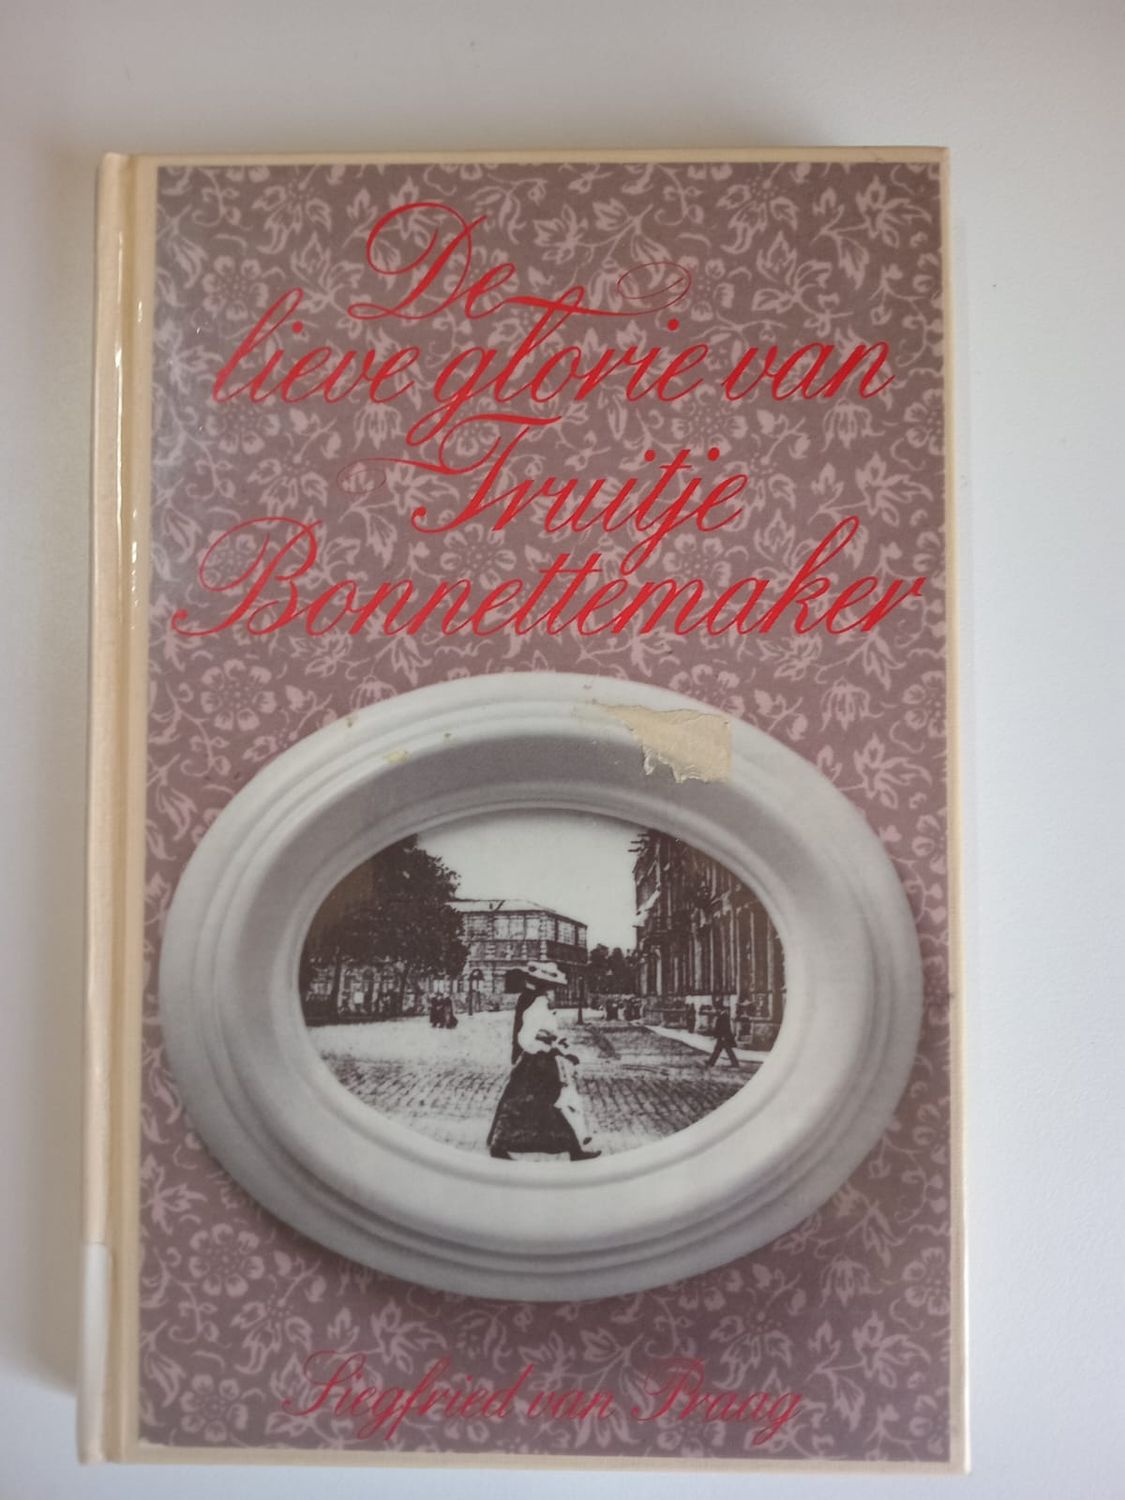 De
lieve glorie van
Truitje
Bonnettemaker
Siegfried van Praag